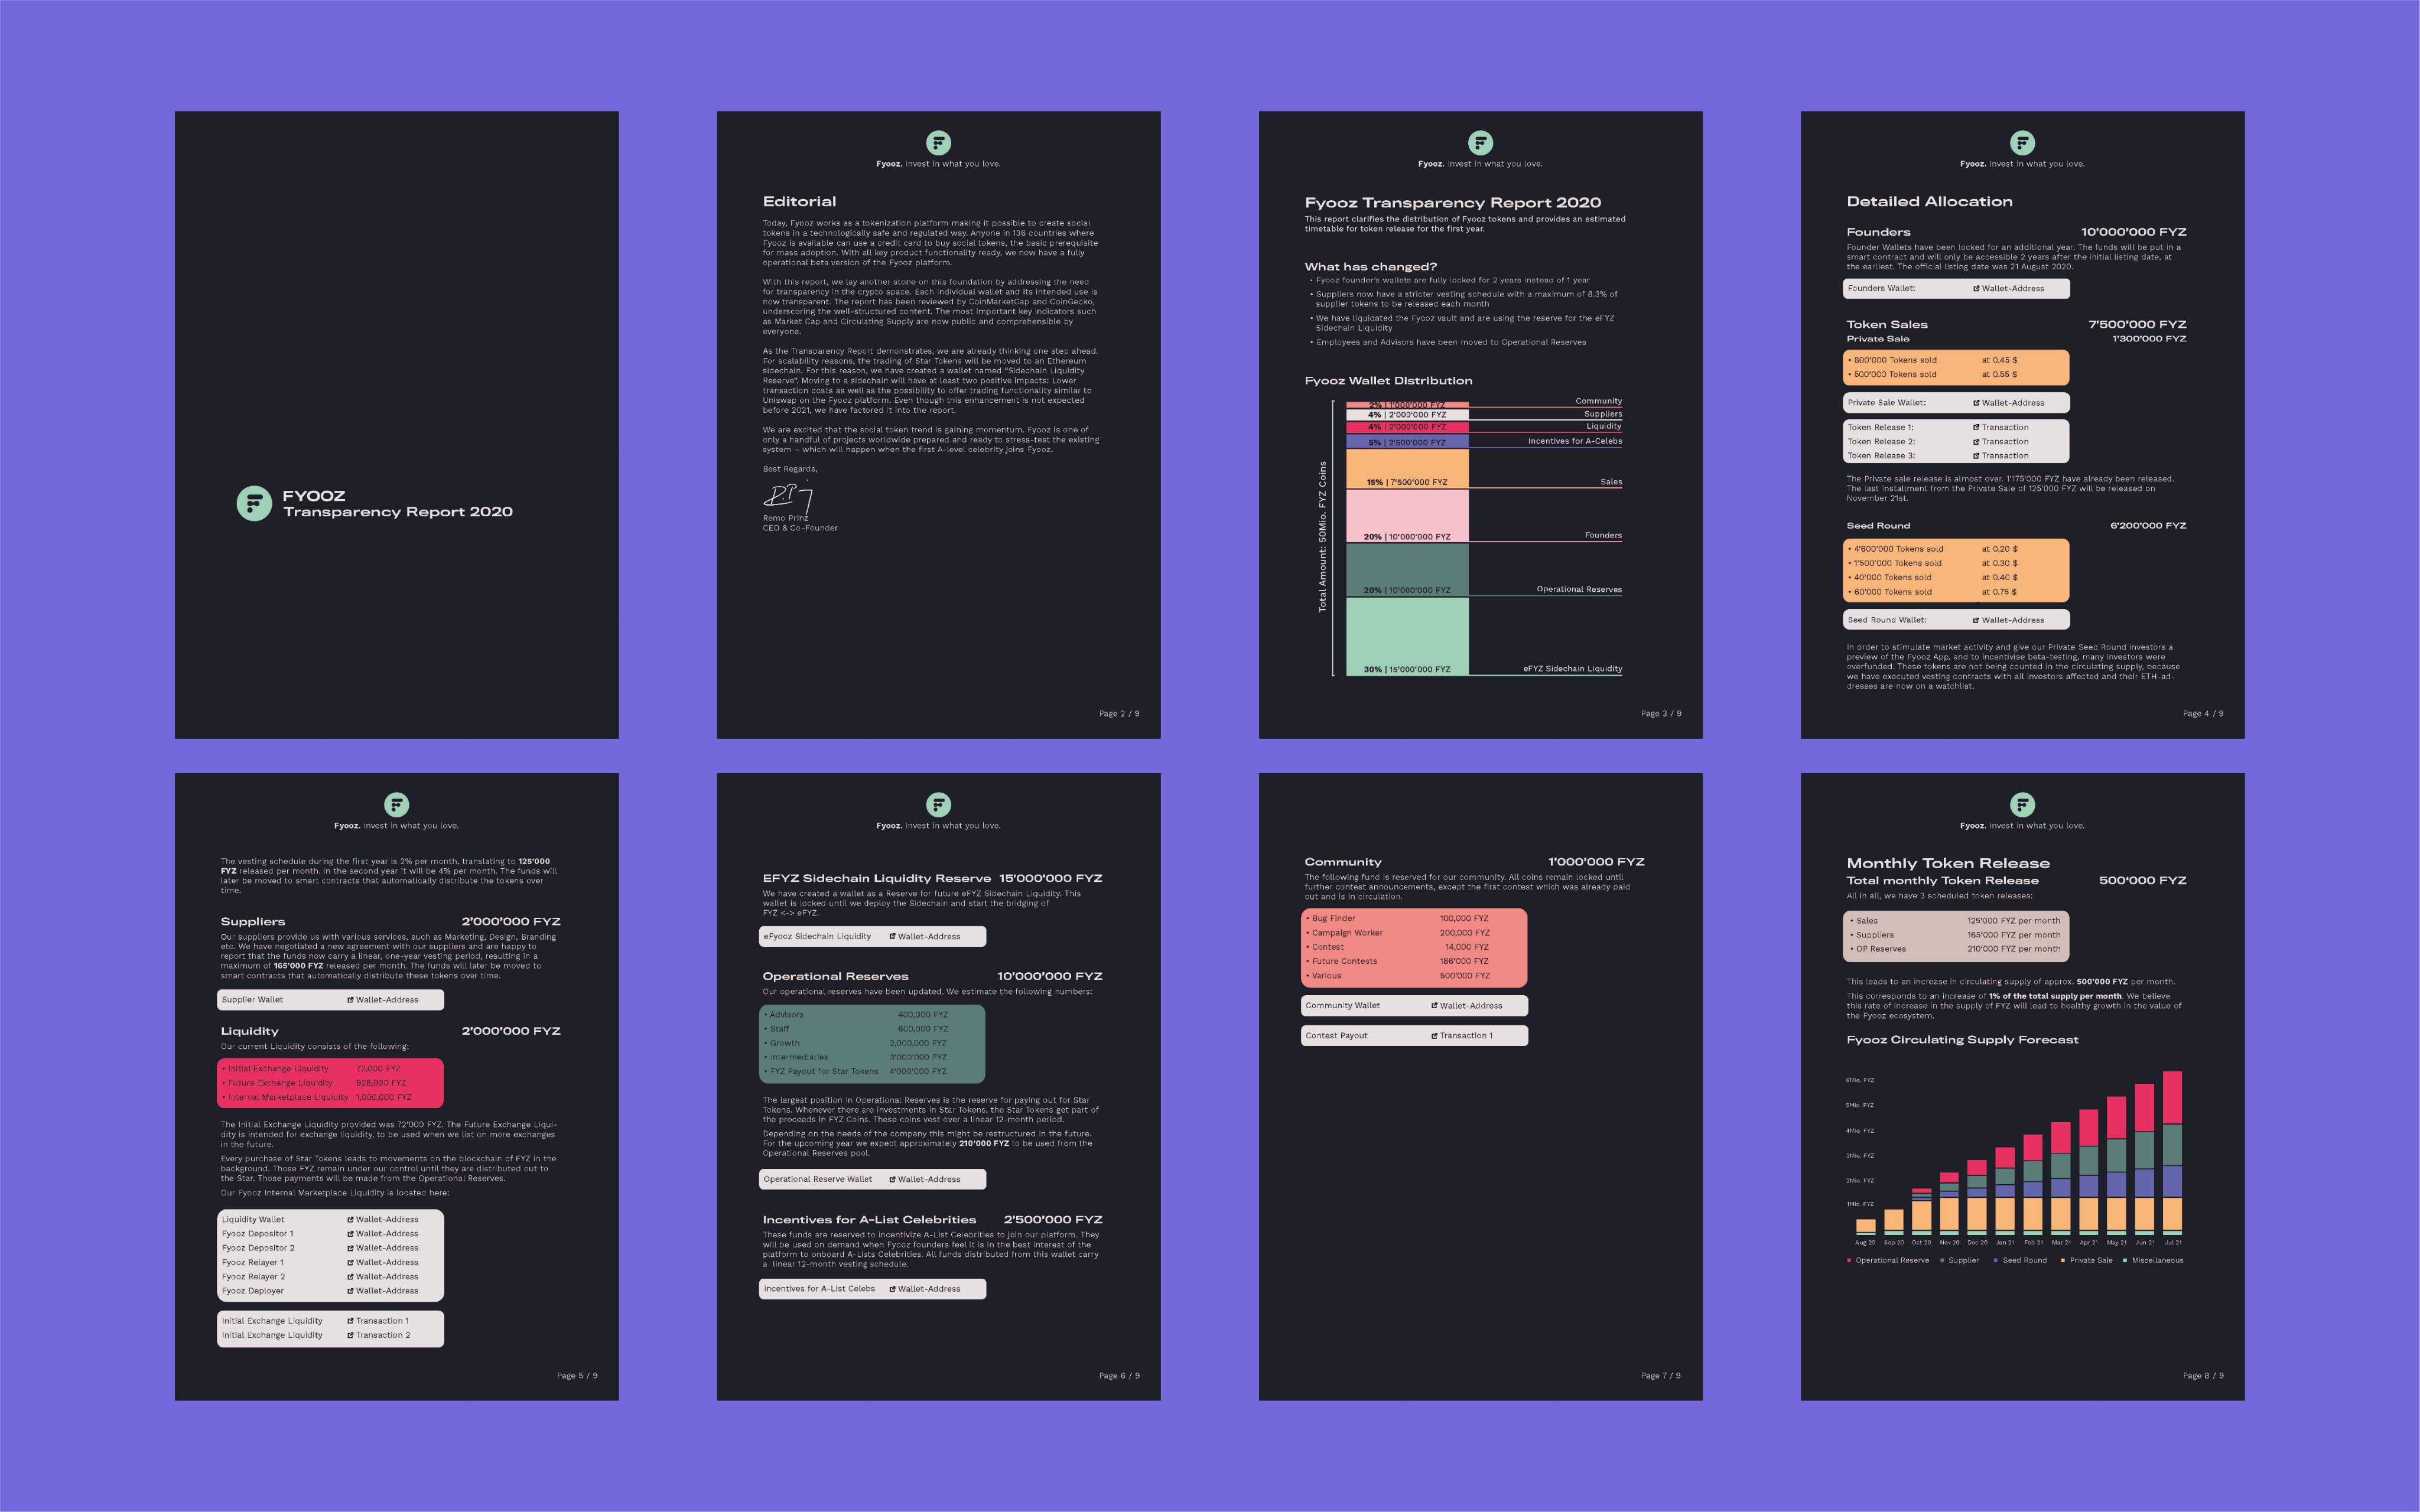 FYOOZ
Transparency Report 2020
Fyooz. Invest in what you love.
Editorial
Today, Fyooz works as a tokenization platform making it possible to create social
tokens in a technologically safe and regulated way. Anyone in 136 countries where
Fyooz is available can use a credit card to buy social tokens, the basic prerequisite
for mass adoption. With all key product functionality ready, we now have a fully
operational beta version of the Fyooz platform.
With this report, we lay another stone on this foundation by addressing the need
for transparency in the crypto space. Each individual wallet and its intended use is
now transparent. The report has been reviewed by CoinMarketCap and CoinGecko,
underscoring the well-structured content. The most important key indicators such
as Market Cap and Circulating Supply are now public and comprehensible by
everyone.
As the Transparency Report demonstrates, we are already thinking one step ahead.
For scalability reasons, the trading of Star Tokens will be moved to an Ethereum
sidechain. For this reason, we have created a wallet named "Sidechain Liquidity
Reserve". Moving to a sidechain will have at least two positive impacts: Lower
transaction costs as well as the possibility to offer trading functionality similar to
Uniswap on the Fyooz platform. Even though this enhancement is not expected
before 2021, we have factored it into the report.
We are excited that the social token trend is gaining momentum. Fyooz is one of
only a handful of projects worldwide prepared and ready to stress-test the existing
system – which will happen when the first A-level celebrity joins Fyooz.
Best Regards,
Remo Prinz
CEO & Co-Founder
Page 2 / 9
Fyooz. Invest in what you love.
Fyooz Transparency Report 2020
This report clarifies the distribution of Fyooz tokens and provides an estimated
timetable for token release for the first year.
What has changed?
• Fyooz founder's wallets are fully locked for 2 years instead of 1 year
• Suppliers now have a stricter vesting schedule with a maximum of 8.3% of
supplier tokens to be released each month
• We have liquidated the Fyooz vault and are using the reserve for the eFYZ
Sidechain Liquidity
• Employees and Advisors have been moved to Operational Reserves
Fyooz Wallet Distribution
Total Amount: 50Mio. FYZ Coins
2% | 1'000'000 FYZ Community
4% | 2'000'000 FYZ Suppliers
4% | 2'000'000 FYZ Liquidity
5% | 2'500'000 FYZ Incentives for A-Celebs
15% | 7'500'000 FYZ Sales
20% | 10'000'000 FYZ Founders
20% | 10'000'000 FYZ Operational Reserves
30% | 15'000'000 FYZ eFYZ Sidechain Liquidity
Page 3 / 9
Fyooz. Invest in what you love.
Detailed Allocation
Founders 10'000'000 FYZ
Founder Wallets have been locked for an additional year. The funds will be put in a
smart contract and will only be accessible 2 years after the initial listing date, at
the earliest. The official listing date was 21 August 2020.
Founders Wallet: Wallet-Address
Token Sales 7'500'000 FYZ
Private Sale 1'300'000 FYZ
• 800'000 Tokens sold at 0.45 $
• 500'000 Tokens sold at 0.55 $
Private Sale Wallet: Wallet-Address
Token Release 1: Transaction
Token Release 2: Transaction
Token Release 3: Transaction
The Private sale release is almost over. 1'175'000 FYZ have already been released.
The last installment from the Private Sale of 125'000 FYZ will be released on
November 21st.
Seed Round 6'200'000 FYZ
• 4'600'000 Tokens sold at 0.20 $
• 1'500'000 Tokens sold at 0.30 $
• 40'000 Tokens sold at 0.40 $
• 60'000 Tokens sold at 0.75 $
Seed Round Wallet: Wallet-Address
In order to stimulate market activity and give our Private Seed Round investors a
preview of the Fyooz App, and to incentivise beta-testing, many investors were
overfunded. These tokens are not being counted in the circulating supply, because
we have executed vesting contracts with all investors affected and their ETH-ad-
dresses are now on a watchlist.
Page 4 / 9
Fyooz. Invest in what you love.
The vesting schedule during the first year is 2% per month, translating to 125'000
FYZ released per month. In the second year it will be 4% per month. The funds will
later be moved to smart contracts that automatically distribute the tokens over
time.
Suppliers 2'000'000 FYZ
Our suppliers provide us with various services, such as Marketing, Design, Branding
etc. We have negotiated a new agreement with our suppliers and are happy to
report that the funds now carry a linear, one-year vesting period, resulting in a
maximum of 165'000 FYZ released per month. The funds will later be moved to
smart contracts that automatically distribute these tokens over time.
Supplier Wallet Wallet-Address
Liquidity 2'000'000 FYZ
Our current Liquidity consists of the following:
• Initial Exchange Liquidity 72,000 FYZ
• Future Exchange Liquidity 928,000 FYZ
• Internal Marketplace Liquidity 1,000,000 FYZ
The Initial Exchange Liquidity provided was 72'000 FYZ. The Future Exchange Liqui-
dity is intended for exchange liquidity, to be used when we list on more exchanges
in the future.
Every purchase of Star Tokens leads to movements on the blockchain of FYZ in the
background. Those FYZ remain under our control until they are distributed out to
the Star. Those payments will be made from the Operational Reserves.
Our Fyooz Internal Marketplace Liquidity is located here:
Liquidity Wallet Wallet-Address
Fyooz Depositor 1 Wallet-Address
Fyooz Depositor 2 Wallet-Address
Fyooz Relayer 1 Wallet-Address
Fyooz Relayer 2 Wallet-Address
Fyooz Deployer Wallet-Address
Initial Exchange Liquidity Transaction 1
Initial Exchange Liquidity Transaction 2
Page 5 / 9
Fyooz. Invest in what you love.
EFYZ Sidechain Liquidity Reserve 15'000'000 FYZ
We have created a wallet as a Reserve for future eFYZ Sidechain Liquidity. This
wallet is locked until we deploy the Sidechain and start the bridging of
FYZ <-> eFYZ.
eFyooz Sidechain Liquidity Wallet-Address
Operational Reserves 10'000'000 FYZ
Our operational reserves have been updated. We estimate the following numbers:
• Advisors 400,000 FYZ
• Staff 600,000 FYZ
• Growth 2,000,000 FYZ
• Intermediaries 3'000'000 FYZ
• FYZ Payout for Star Tokens 4'000'000 FYZ
The largest position in Operational Reserves is the reserve for paying out for Star
Tokens. Whenever there are investments in Star Tokens, the Star Tokens get part of
the proceeds in FYZ Coins. These coins vest over a linear 12-month period.
Depending on the needs of the company this might be restructured in the future.
For the upcoming year we expect approximately 210'000 FYZ to be used from the
Operational Reserves pool.
Operational Reserve Wallet Wallet-Address
Incentives for A-List Celebrities 2'500'000 FYZ
These funds are reserved to incentivize A-List Celebrities to join our platform. They
will be used on demand when Fyooz founders feel it is in the best interest of the
platform to onboard A-Lists Celebrities. All funds distributed from this wallet carry
a linear 12-month vesting schedule.
Incentives for A-List Celebs Wallet-Address
Page 6 / 9
Community 1'000'000 FYZ
The following fund is reserved for our community. All coins remain locked until
further contest announcements, except the first contest which was already paid
out and is in circulation.
• Bug Finder 100,000 FYZ
• Campaign Worker 200,000 FYZ
• Contest 14,000 FYZ
• Future Contests 186'000 FYZ
• Various 500'000 FYZ
Community Wallet Wallet-Address
Contest Payout Transaction 1
Page 7 / 9
Fyooz. Invest in what you love.
Monthly Token Release
Total monthly Token Release 500'000 FYZ
All in all, we have 3 scheduled token releases:
• Sales 125'000 FYZ per month
• Suppliers 165'000 FYZ per month
• OP Reserves 210'000 FYZ per month
This leads to an increase in circulating supply of approx. 500'000 FYZ per month.
This corresponds to an increase of 1% of the total supply per month. We believe
this rate of increase in the supply of FYZ will lead to healthy growth in the value of
the Fyooz ecosystem.
Fyooz Circulating Supply Forecast
6Mio. FYZ
5Mio. FYZ
4Mio. FYZ
3Mio. FYZ
2Mio. FYZ
1Mio. FYZ
Aug 20 Sep 20 Oct 20 Nov 20 Dec 20 Jan 21 Feb 21 Mar 21 Apr 21 May 21 Jun 21 Jul 21
Operational Reserve Supplier Seed Round Private Sale Miscellaneous
Page 8 / 9